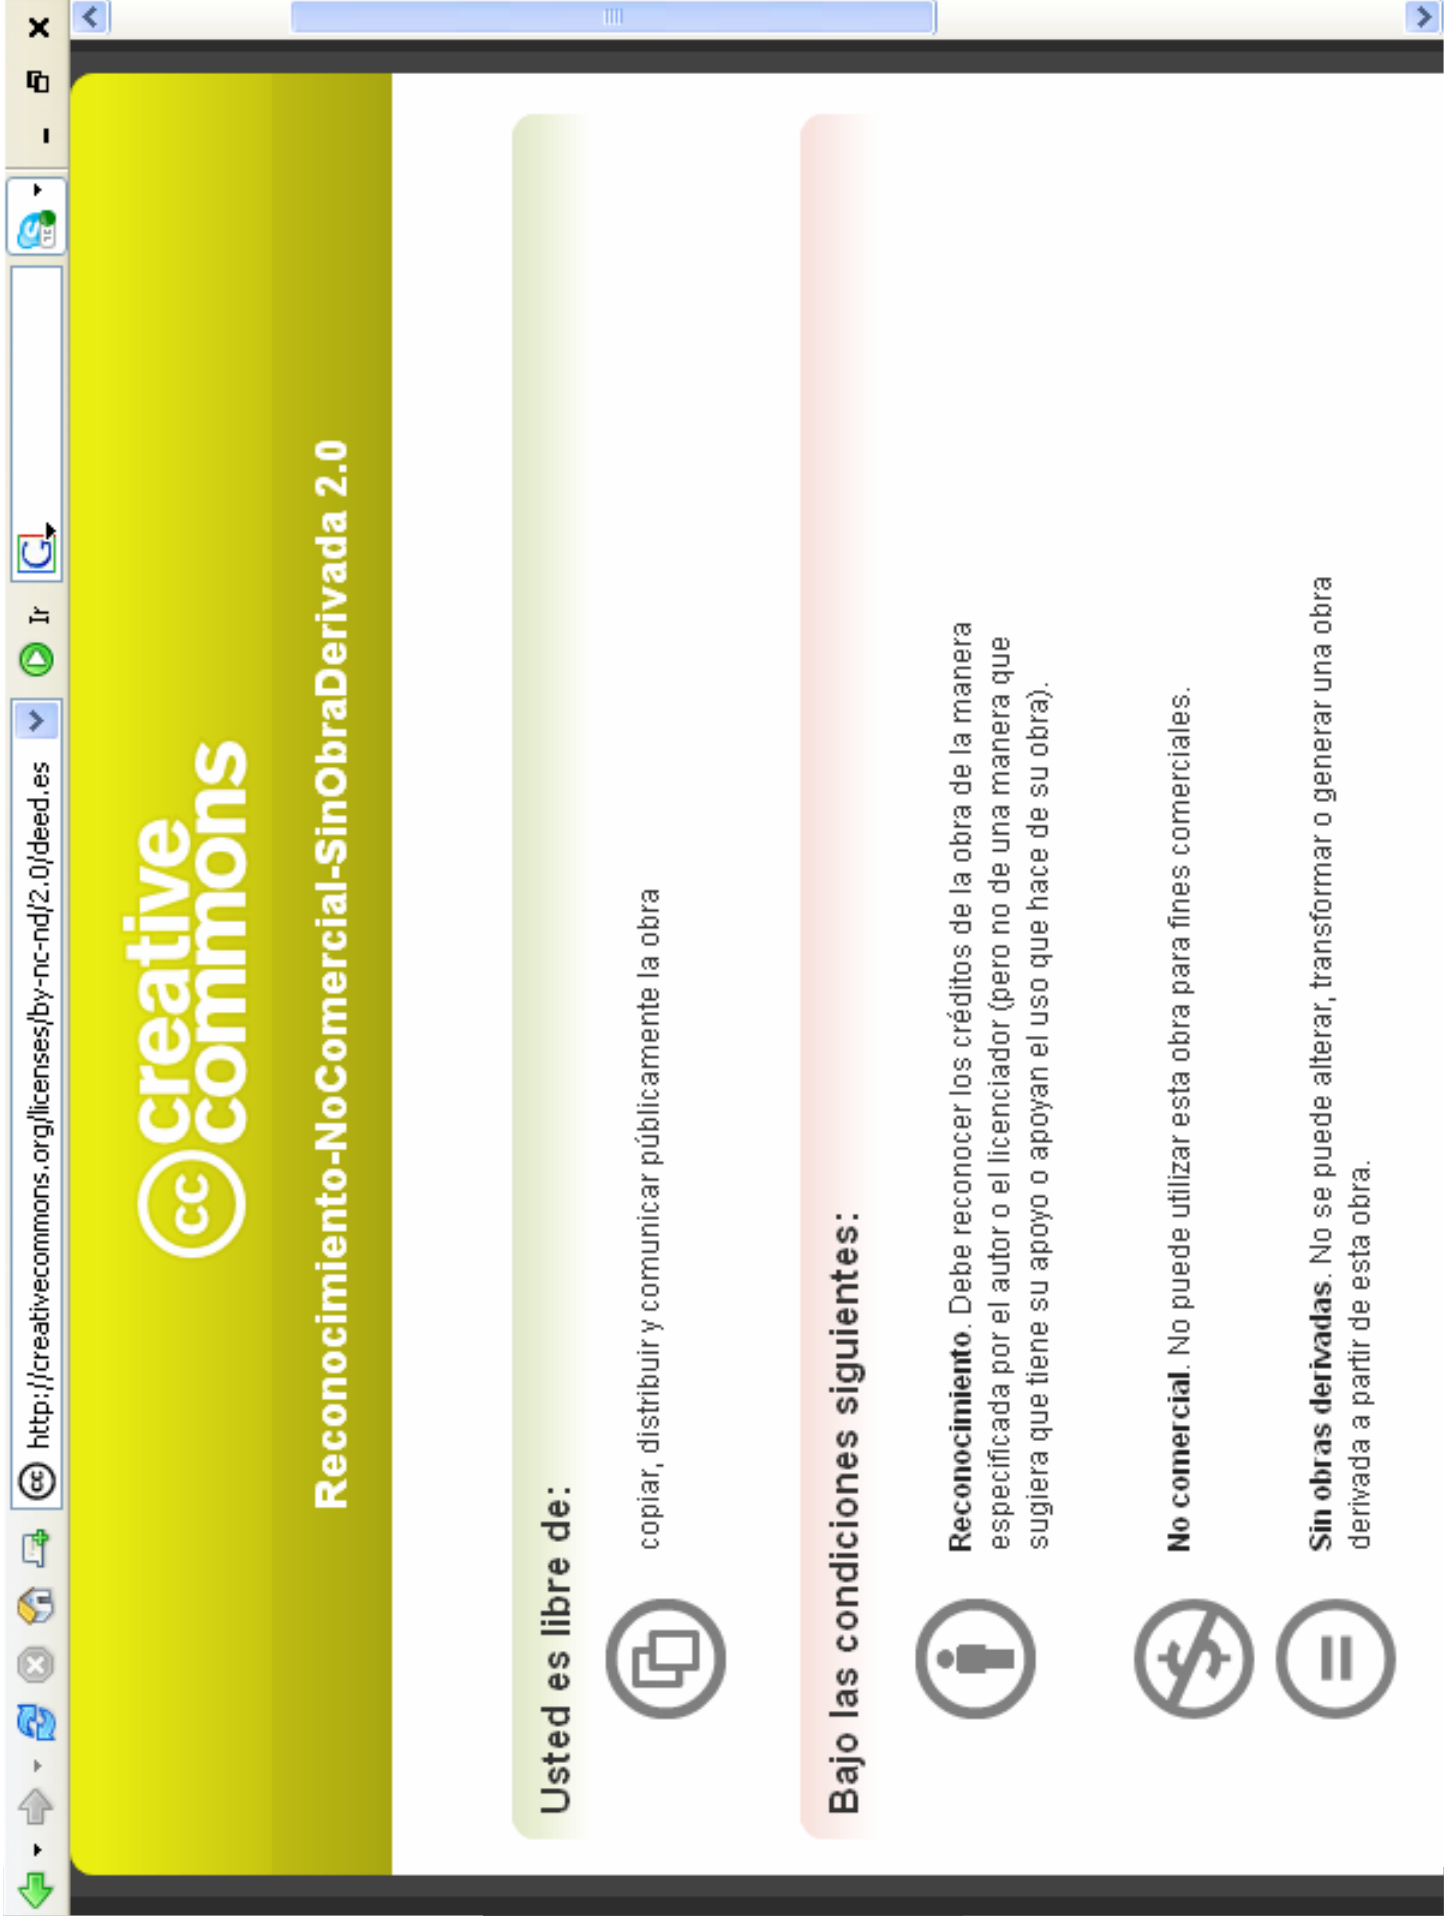 http://creativecommons.org/licenses/by-nc-nd/2.0/deed.es
Ir
G
cc creative
commons
Reconocimiento-NoComercial-SinObraDerivada 2.0
Usted es libre de:
copiar, distribuir y comunicar públicamente la obra
Bajo las condiciones siguientes:
Reconocimiento. Debe reconocer los créditos de la obra de la manera
especificada por el autor o el licenciador (pero no de una manera que
sugiera que tiene su apoyo o apoyan el uso que hace de su obra).
No comercial. No puede utilizar esta obra para fines comerciales.
Sin obras derivadas. No se puede alterar, transformar o generar una obra
derivada a partir de esta obra.